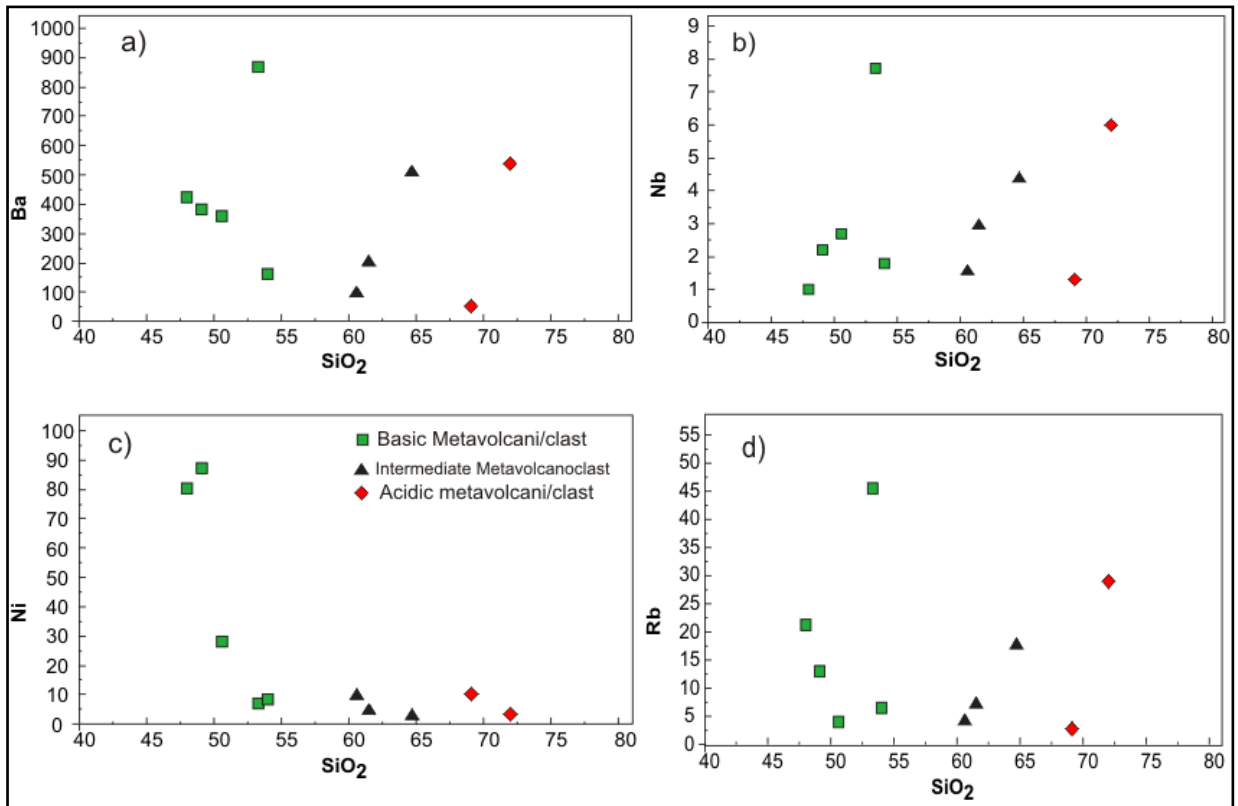 a)
1000
900
800
700
600
500
400
300
200
100
0
Ba
40 45 50 55 60 65 70 75 80
SiO2
b)
9
8
7
6
5
4
3
2
1
0
Nb
40 45 50 55 60 65 70 75 80
SiO2
c)
Basic Metavolcani/clast
Intermediate Metavolcanoclast
Acidic metavolcani/clast
100
90
80
70
60
50
40
30
20
10
0
Ni
40 45 50 55 60 65 70 75 80
SiO2
d)
55
50
45
40
35
30
25
20
15
10
5
0
Rb
40 45 50 55 60 65 70 75 80
SiO2